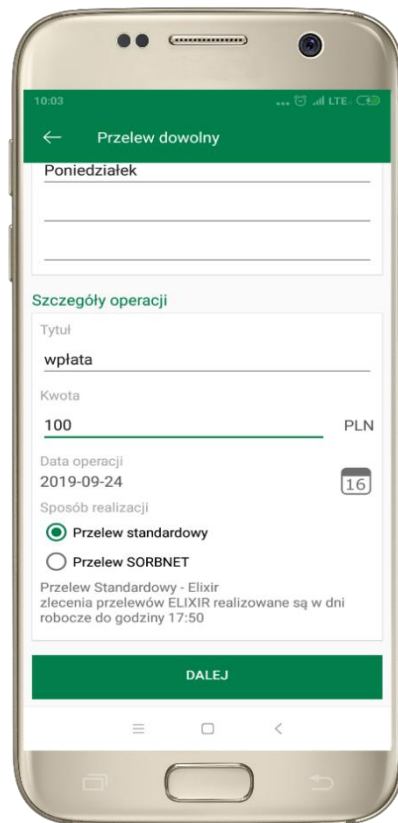 10:03 ... LTE
Przelew dowolny
Poniedziałek
Szczegóły operacji
Tytuł
wpłata
Kwota
100 PLN
Data operacji
2019-09-24 16
Sposób realizacji
Przelew standardowy
Przelew SORBNET
Przelew Standardowy - Elixir
zlecenia przelewów ELIXIR realizowane są w dni
robocze do godziny 17:50
DALEJ